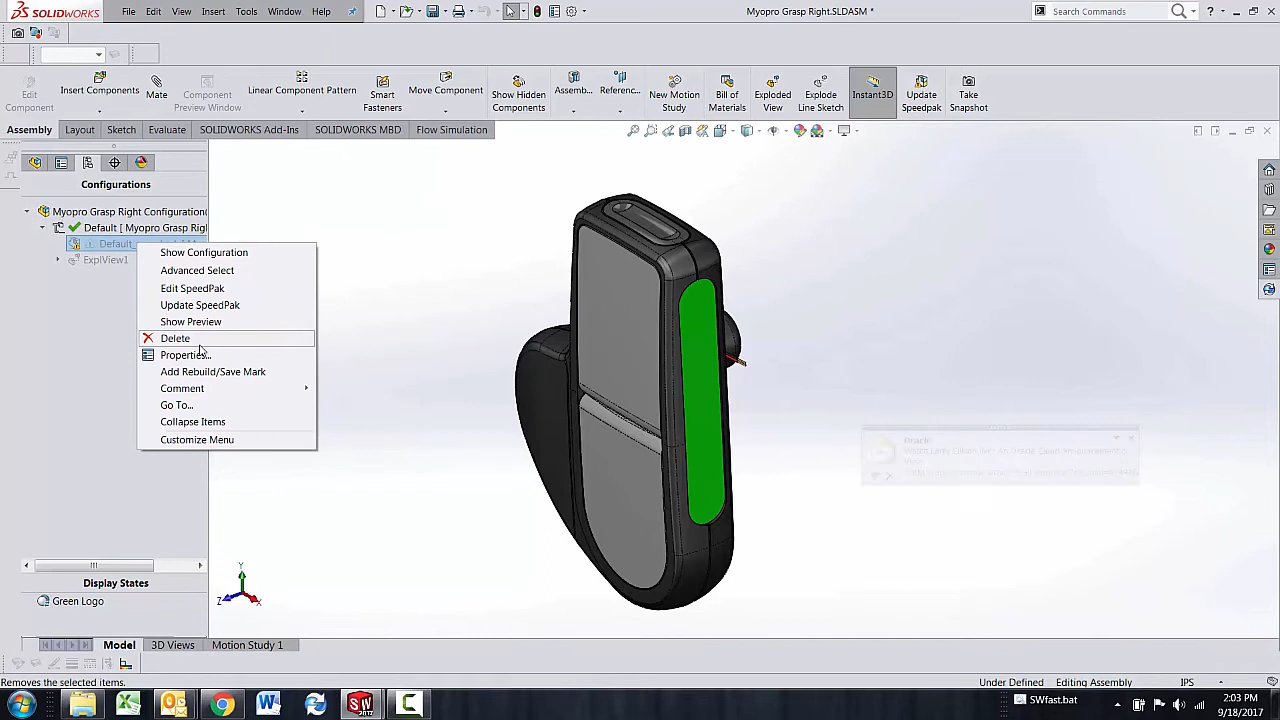 SOLIDWORKS
File Edit View Insert Tools Window Help
Myopro Grasp Right.SLDASM *
Search Commands
Edit Component
Insert Components
Mate
Component Preview Window
Linear Component Pattern
Smart Fasteners
Move Component
Show Hidden Components
Assemb...
Referenc...
New Motion Study
Bill of Materials
Exploded View
Explode Line Sketch
Instant3D
Update Speedpak
Take Snapshot
Assembly Layout Sketch Evaluate SOLIDWORKS Add-Ins SOLIDWORKS MBD Flow Simulation
Configurations
Myopro Grasp Right Configuration
Default [ Myopro Grasp Rig
Default
ExplView1
Show Configuration
Advanced Select
Edit SpeedPak
Update SpeedPak
Show Preview
Delete
Properties...
Add Rebuild/Save Mark
Comment
Go To...
Collapse Items
Customize Menu
Y
Z
X
Display States
Green Logo
Model 3D Views Motion Study 1
Removes the selected items.
Under Defined Editing Assembly IPS
SWfast.bat
2:03 PM
9/18/2017